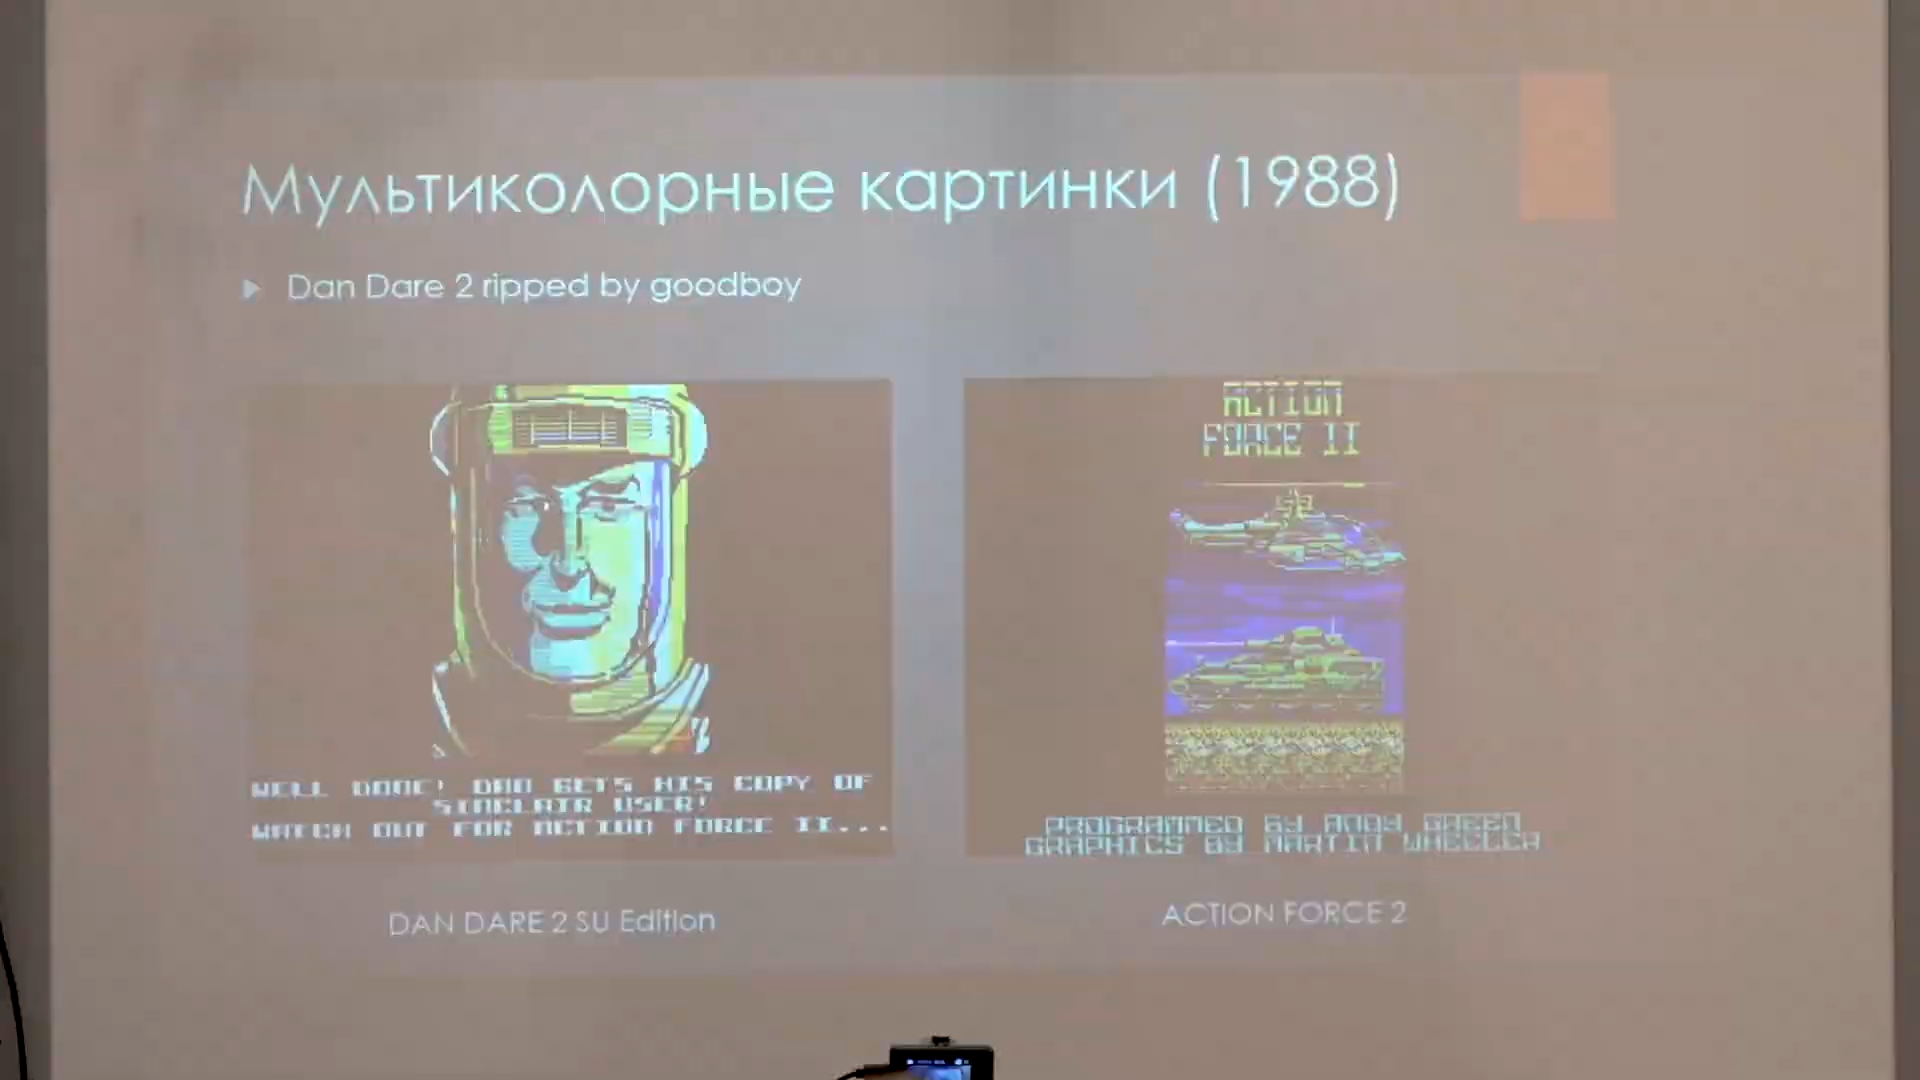 Мультиколорные картинки (1988)
Dan Dare 2 ripped by goodboy
WELL DONE! DAN GETS HIS COPY OF
SINCLAIR USER!
WATCH OUT FOR ACTION FORCE II...
ACTION
FORCE II
PROGRAMMED BY ANDY GREEN
GRAPHICS BY MARTIN WHEELER
DAN DARE 2 SU Edition
ACTION FORCE 2